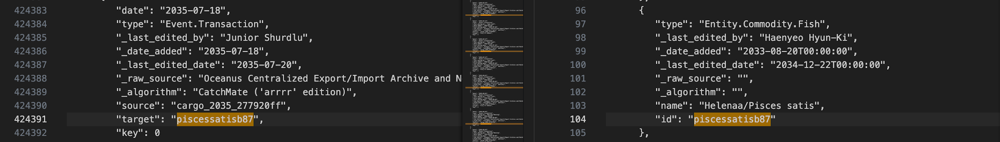 424383 "date": "2035-07-18",
424384 "type": "Event.Transaction",
424385 "_last_edited_by": "Junior Shurdlu",
424386 "_date_added": "2035-07-18",
424387 "_last_edited_date": "2035-07-20",
424388 "_raw_source": "Oceanus Centralized Export/Import Archive and N
424389 "_algorithm": "CatchMate ('arrrr' edition)",
424390 "source": "cargo_2035_277920ff",
424391 "target": "piscessatisb87",
424392 "key": 0
96 {
97 "type": "Entity.Commodity.Fish",
98 "_last_edited_by": "Haenyeo Hyun-Ki",
99 "_date_added": "2033-08-20T00:00:00",
100 "_last_edited_date": "2034-12-22T00:00:00",
101 "_raw_source": "",
102 "_algorithm": "",
103 "name": "Helenaa/Pisces satis",
104 "id": "piscessatisb87"
105 },